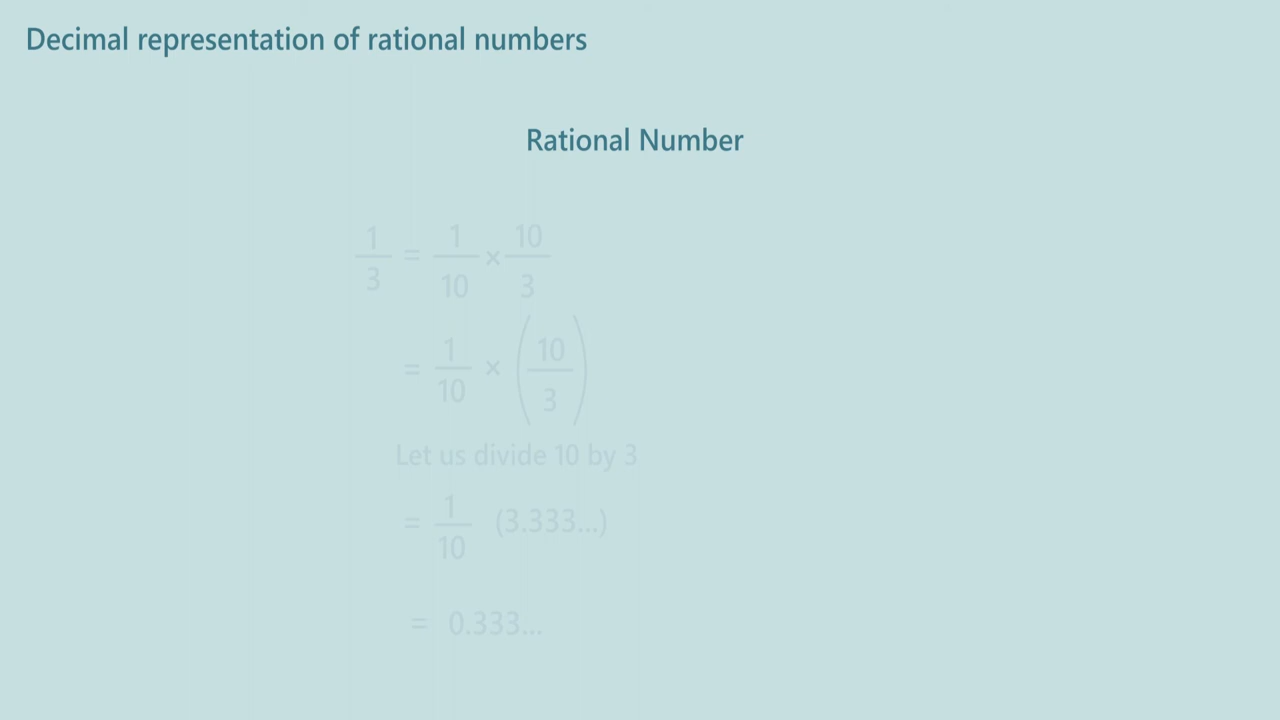 Decimal representation of rational numbers
Rational Number
1/3 = 1/10 × 10/3
= 1/10 × (10/3)
Let us divide 10 by 3
= 1/10 (3.333...)
= 0.333...